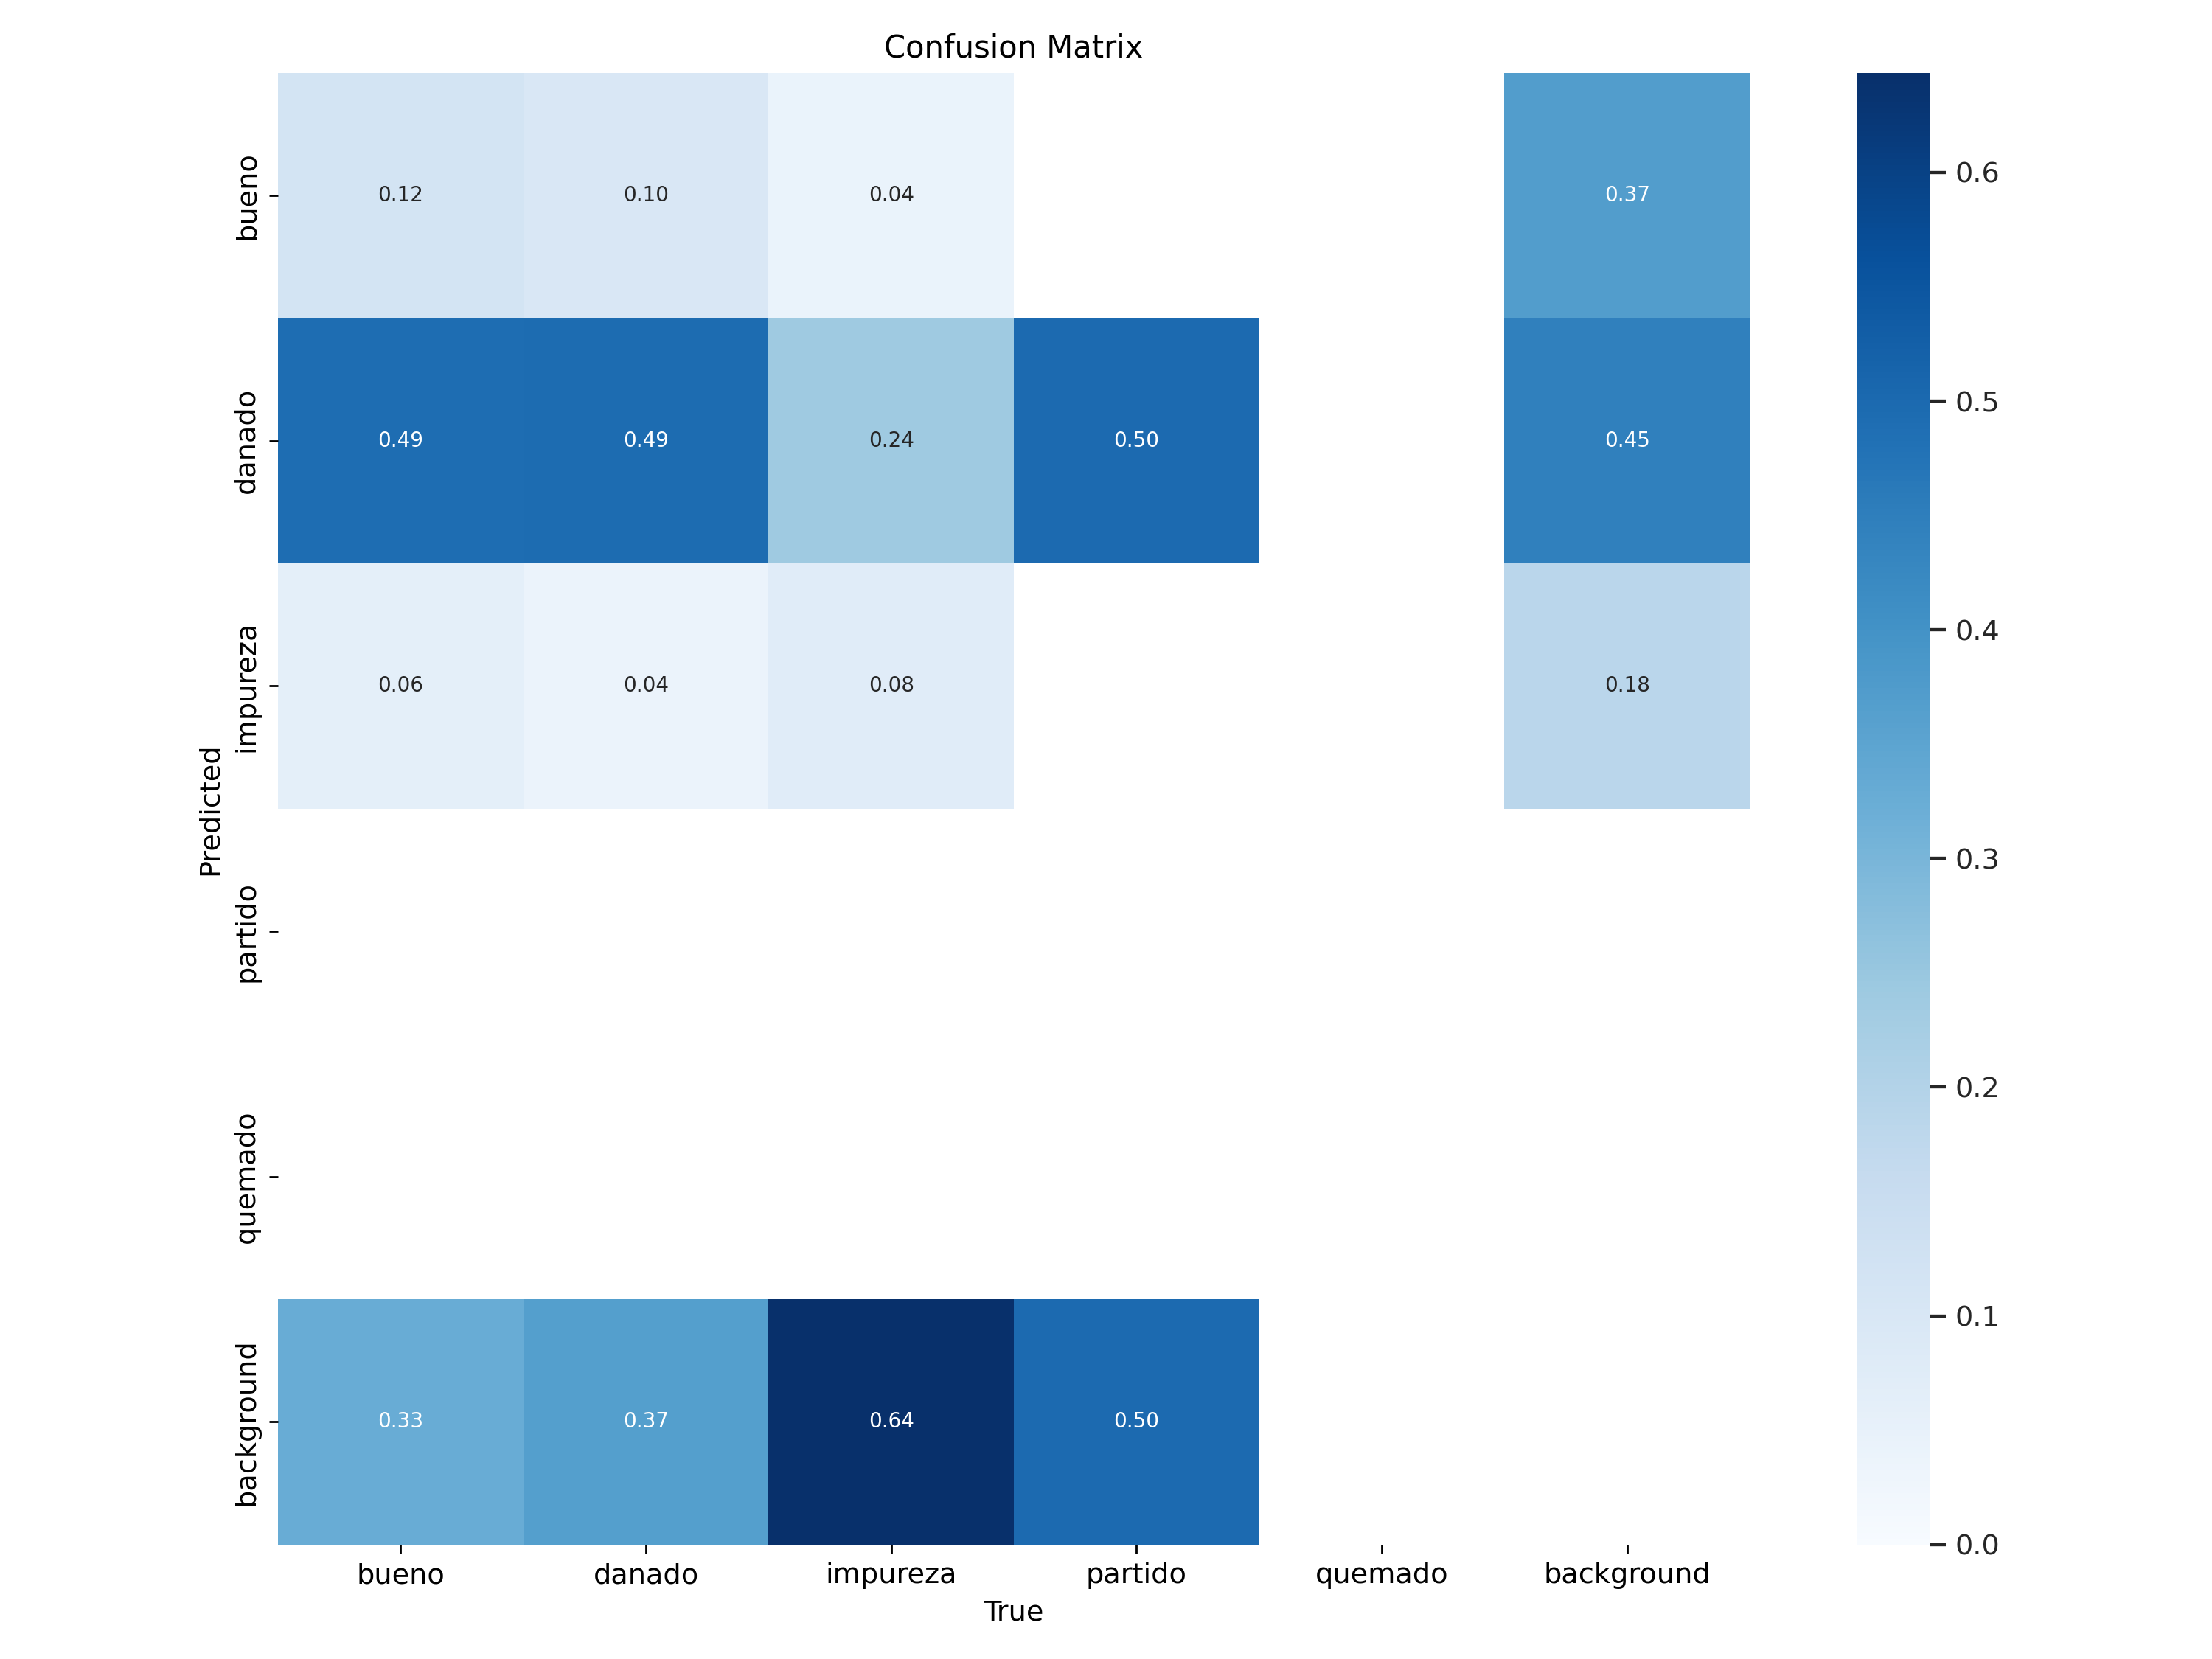 Confusion Matrix
bueno
0.12 0.10 0.04 0.37
danado
0.49 0.49 0.24 0.50 0.45
impureza
0.06 0.04 0.08 0.18
Predicted
partido
quemado
background
0.33 0.37 0.64 0.50
bueno danado impureza partido quemado background
True
0.6
0.5
0.4
0.3
0.2
0.1
0.0